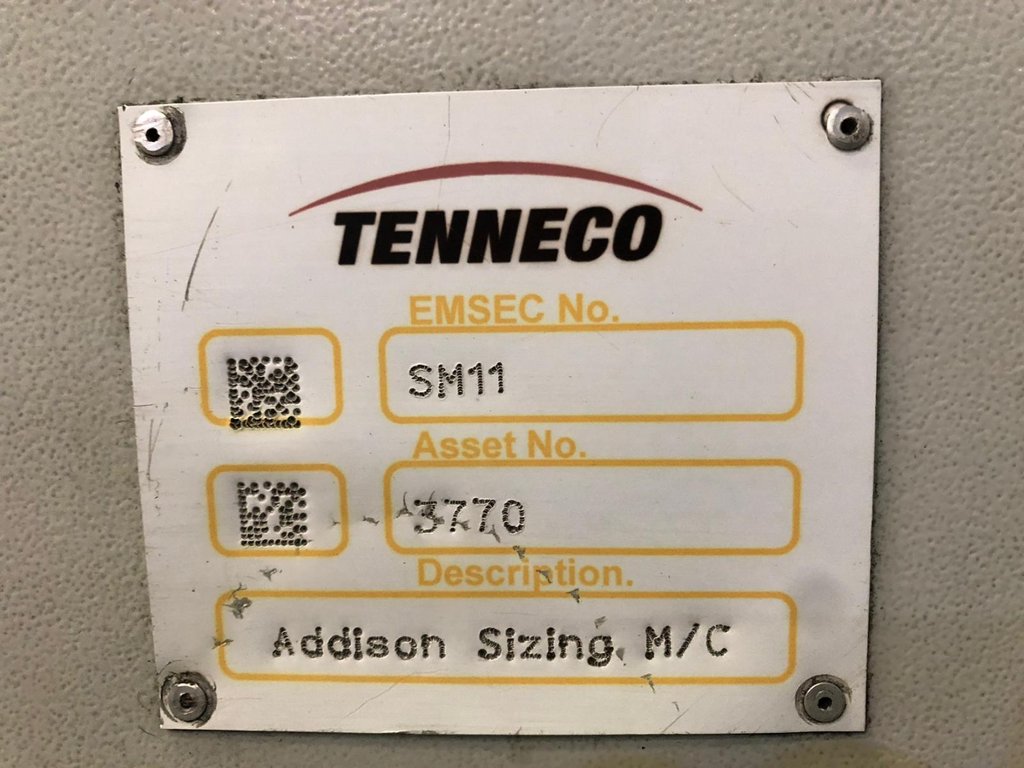 TENNECO
EMSEC No.
SM11
Asset No.
3770
Description.
Addison Sizing M/C